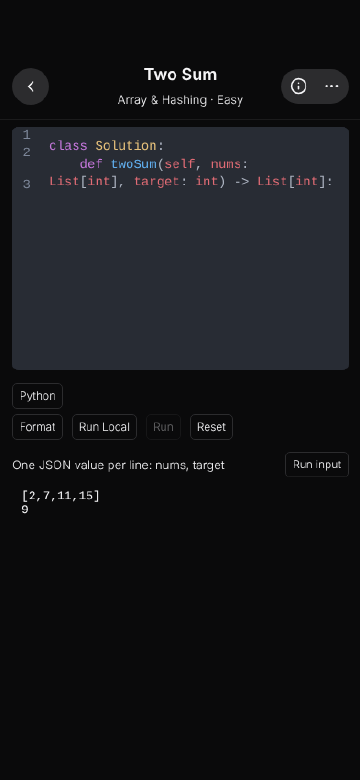 Two Sum
Array & Hashing · Easy
1
class Solution:
2
def twoSum(self, nums:
List[int], target: int) -> List[int]:
3
Python
Format Run Local Run Reset
One JSON value per line: nums, target Run input
[2,7,11,15]
9